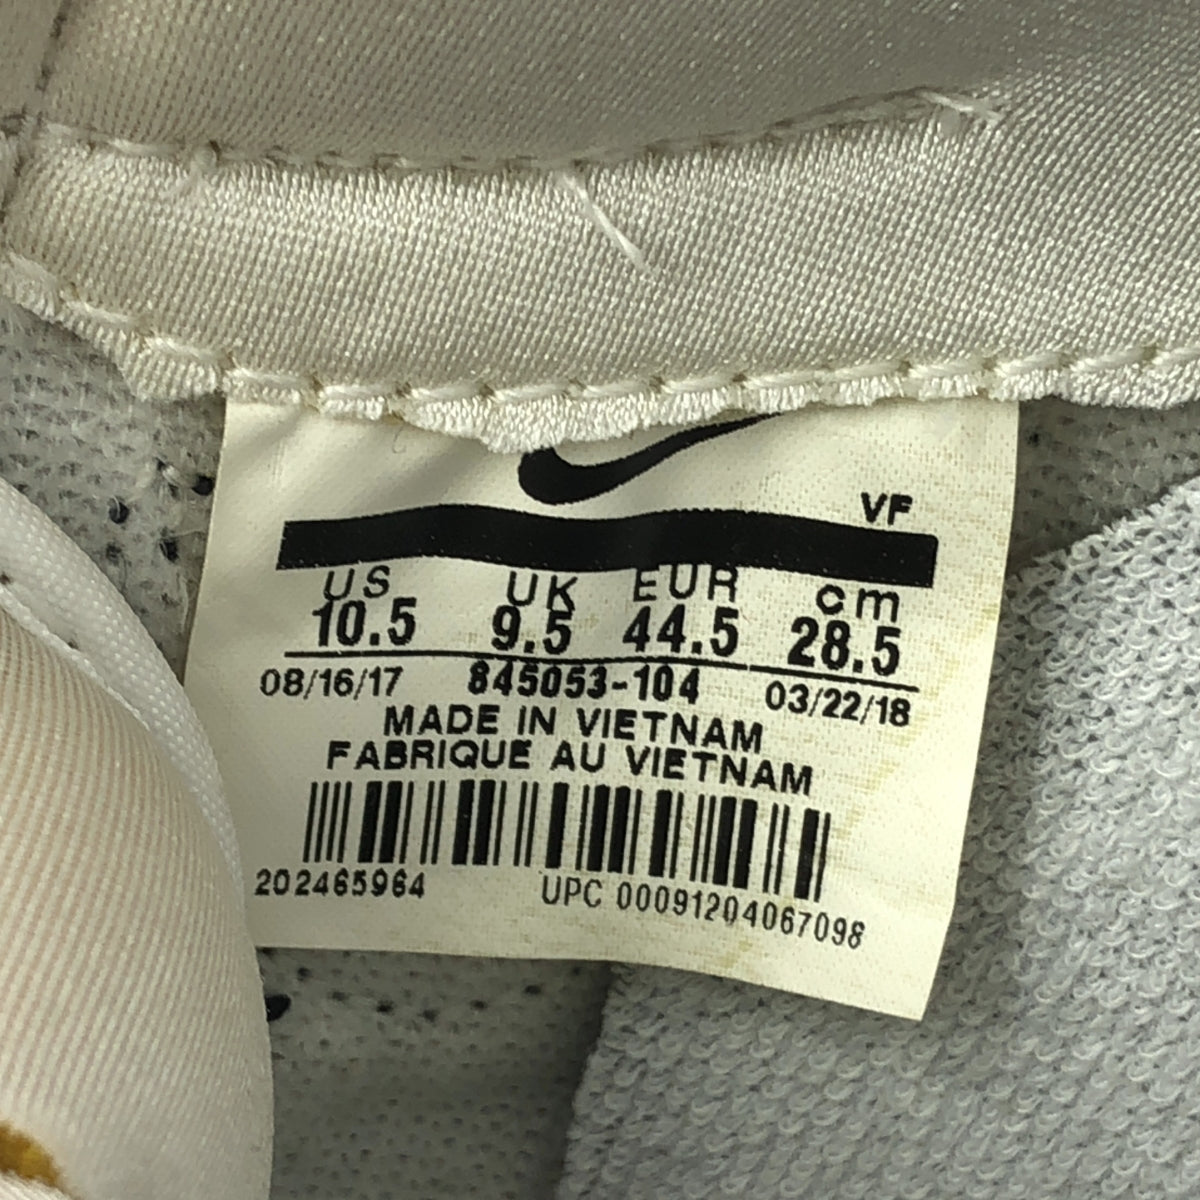 VF
US UK EUR cm
10.5 9.5 44.5 28.5
08/16/17 845053-104 03/22/18
MADE IN VIETNAM
FABRIQUE AU VIETNAM
202465964 UPC 00091204067098